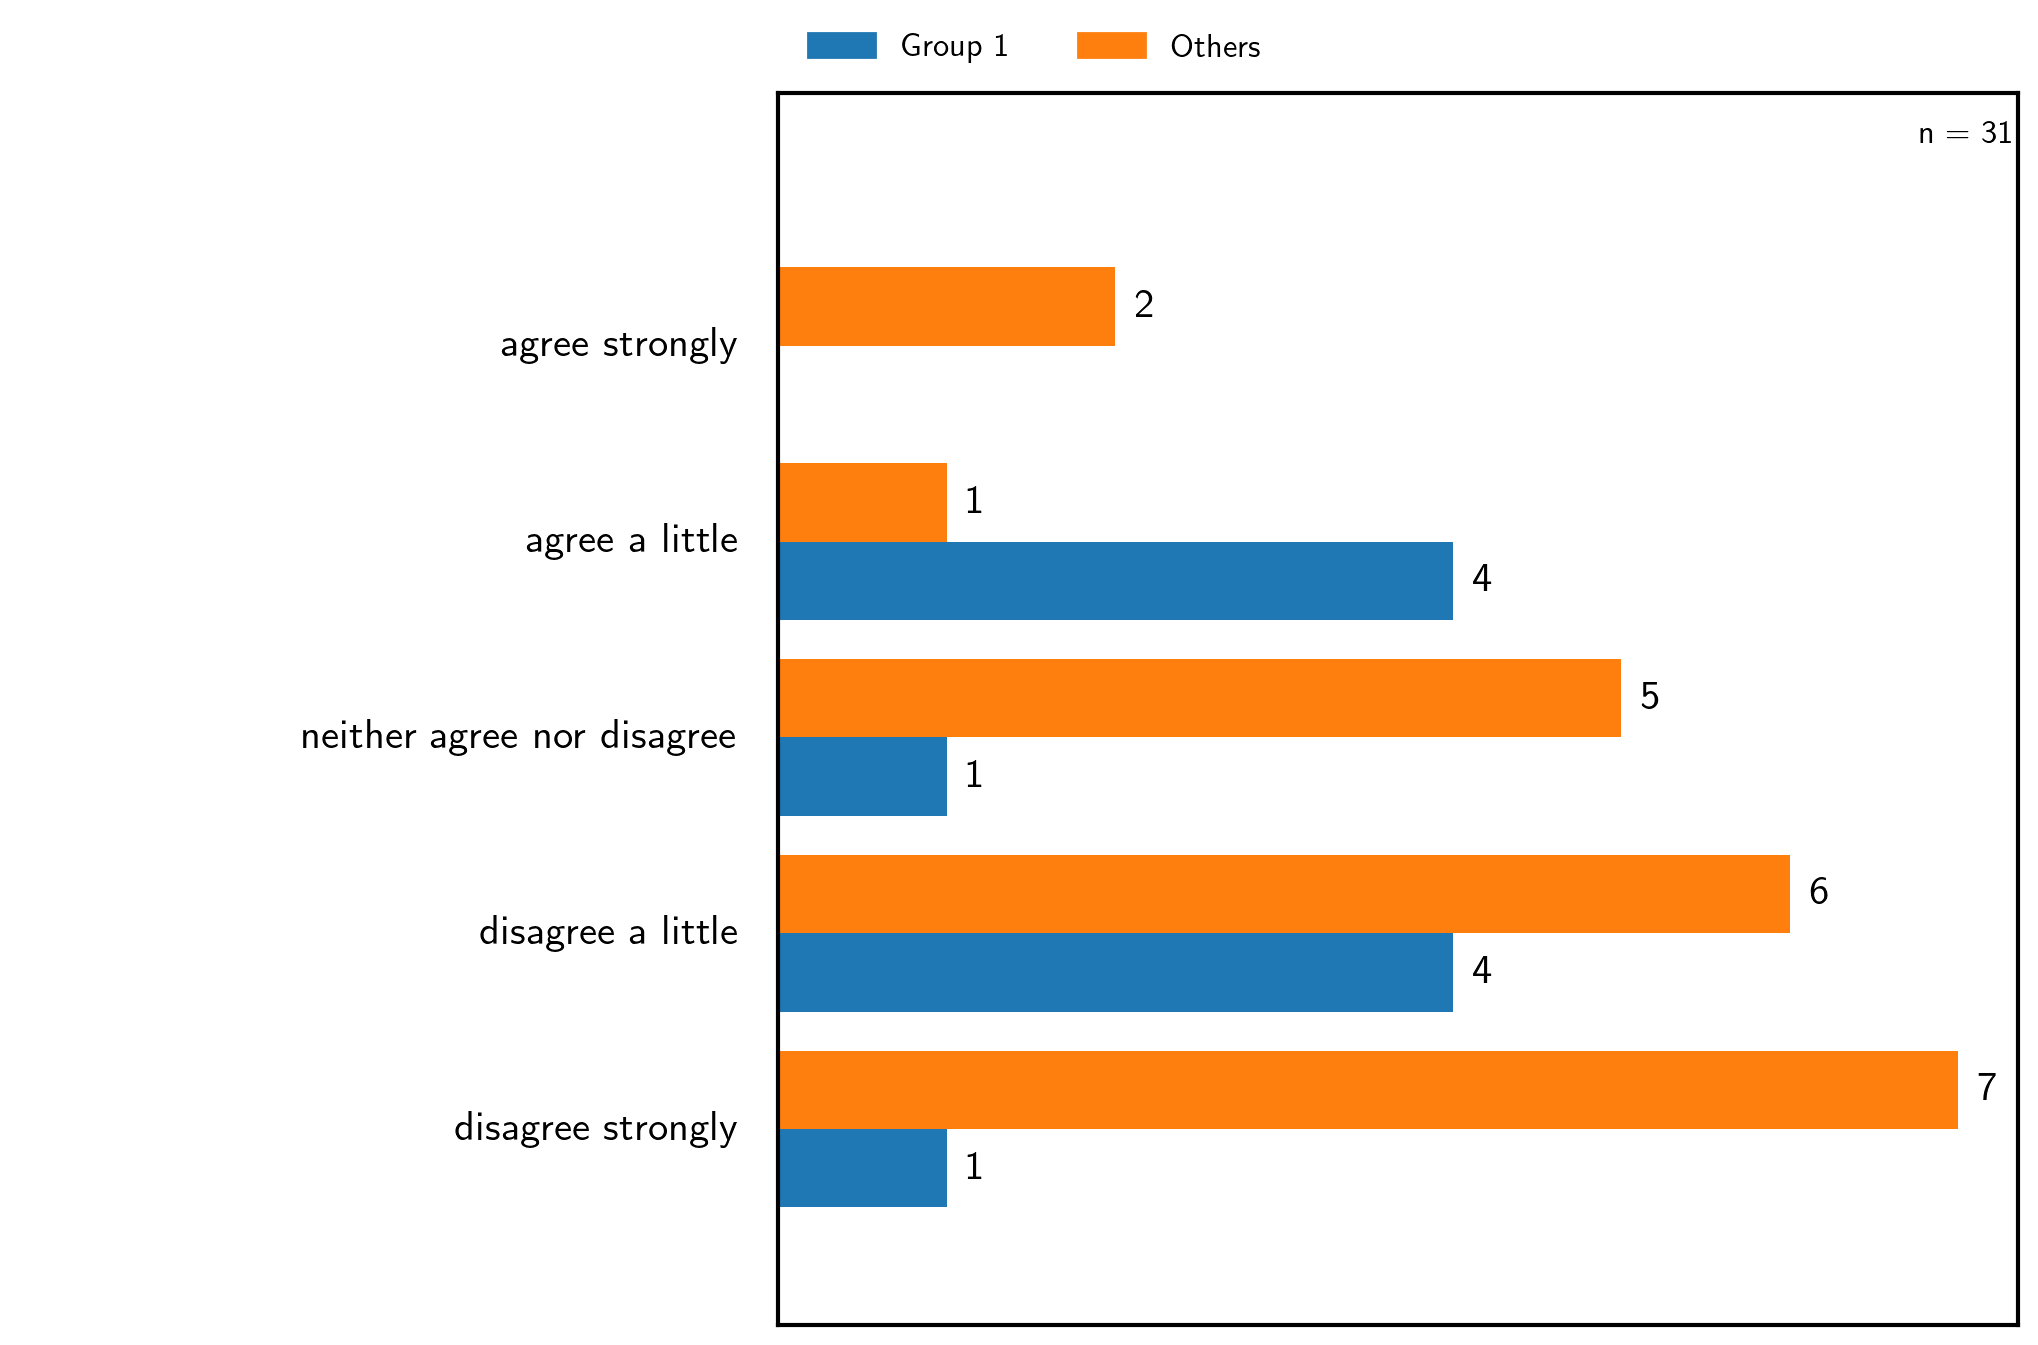 Group 1 Others
n = 31
2
agree strongly
1
agree a little
4
5
neither agree nor disagree
1
6
disagree a little
4
7
disagree strongly
1